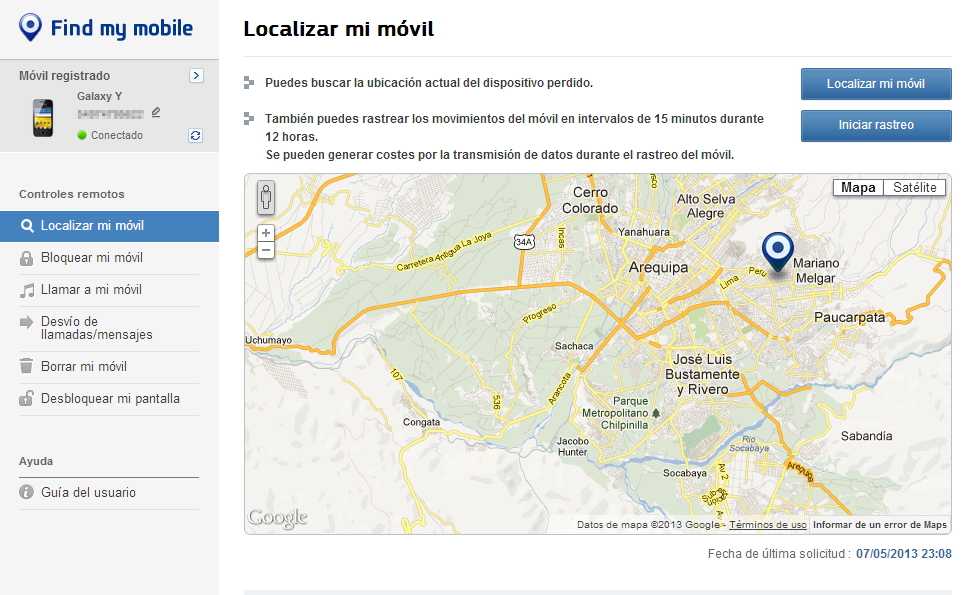 Find my mobile
Móvil registrado
Galaxy Y
Conectado
Controles remotos
Localizar mi móvil
Bloquear mi móvil
Llamar a mi móvil
Desvío de
llamadas/mensajes
Borrar mi móvil
Desbloquear mi pantalla
Ayuda
Guía del usuario
Localizar mi móvil
Puedes buscar la ubicación actual del dispositivo perdido.
Localizar mi móvil
También puedes rastrear los movimientos del móvil en intervalos de 15 minutos durante
12 horas.
Se pueden generar costes por la transmisión de datos durante el rastreo del móvil.
Iniciar rastreo
Mapa
Satélite
Cerro
Colorado
Alto Selva
Alegre
Yanahuara
Incas
34A
Carretera Antigua La Joya
Arequipa
Mariano
Melgar
Lima
Peru
Progreso
Paucarpata
Uchumayo
Sachaca
José Luis
Bustamente
y Rivero
107
536
Arancota
Parque
Metropolitano
Chilpinilla
Congata
Jacobo
Hunter
Rio
Socabaya
Sabandía
Socabaya
Av 2
Arequipa
Google
Datos de mapa ©2013 Google - Términos de uso
Informar de un error de Maps
Fecha de última solicitud : 07/05/2013 23:08